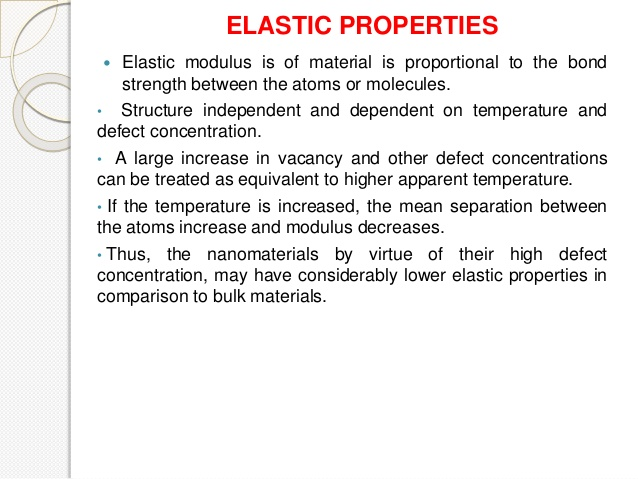 ELASTIC PROPERTIES
• Elastic modulus is of material is proportional to the bond
strength between the atoms or molecules.
• Structure independent and dependent on temperature and
defect concentration.
• A large increase in vacancy and other defect concentrations
can be treated as equivalent to higher apparent temperature.
• If the temperature is increased, the mean separation between
the atoms increase and modulus decreases.
• Thus, the nanomaterials by virtue of their high defect
concentration, may have considerably lower elastic properties in
comparison to bulk materials.